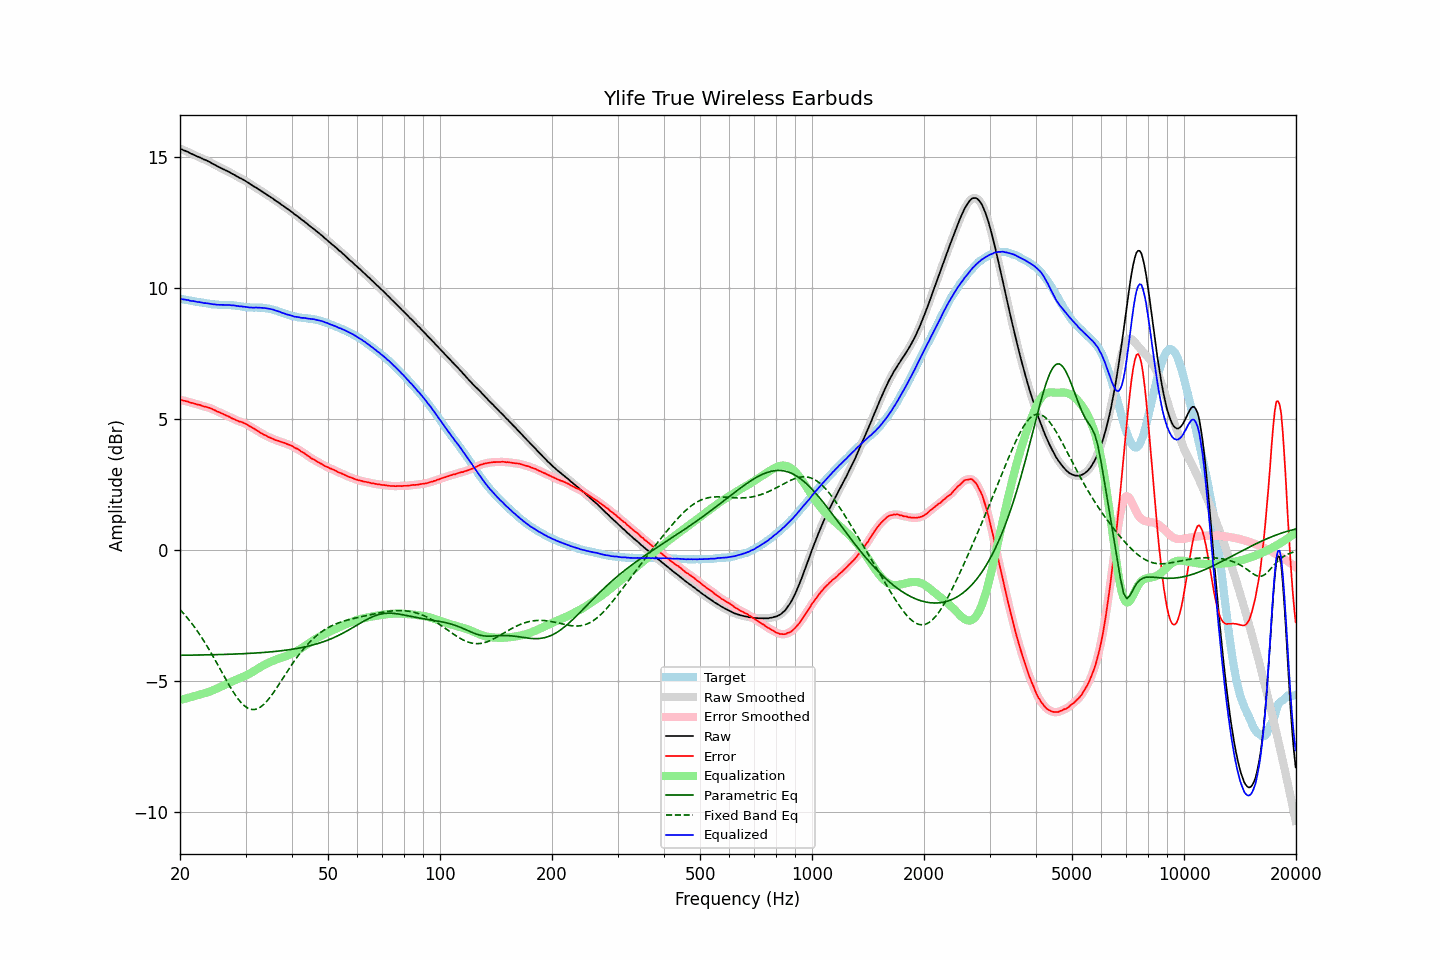 Ylife True Wireless Earbuds
Amplitude (dBr)
15
10
5
0
−5
−10
Target
Raw Smoothed
Error Smoothed
Raw
Error
Equalization
Parametric Eq
Fixed Band Eq
Equalized
20 50 100 200 500 1000 2000 5000 10000 20000
Frequency (Hz)